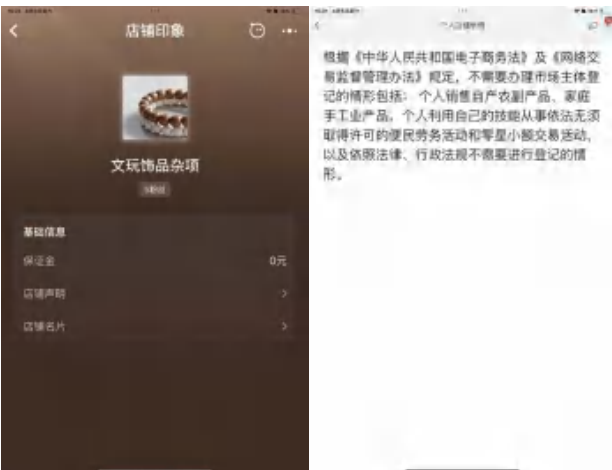 店铺印象
文玩饰品杂项
基础信息
保证金
0元
店铺声明
店铺名片
个人店铺声明
根据《中华人民共和国电子商务法》及《网络交
易监督管理办法》规定，不需要办理市场主体登
记的情形包括： 个人销售自产农副产品、家庭
手工业产品，个人利用自己的技能从事依法无须
取得许可的便民劳务活动和零星小额交易活动，
以及依照法律、行政法规不需要进行登记的情
形。